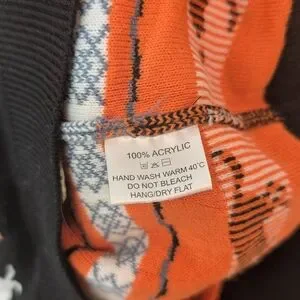 100% ACRYLIC
HAND WASH WARM 40°C
DO NOT BLEACH
HANG/DRY FLAT